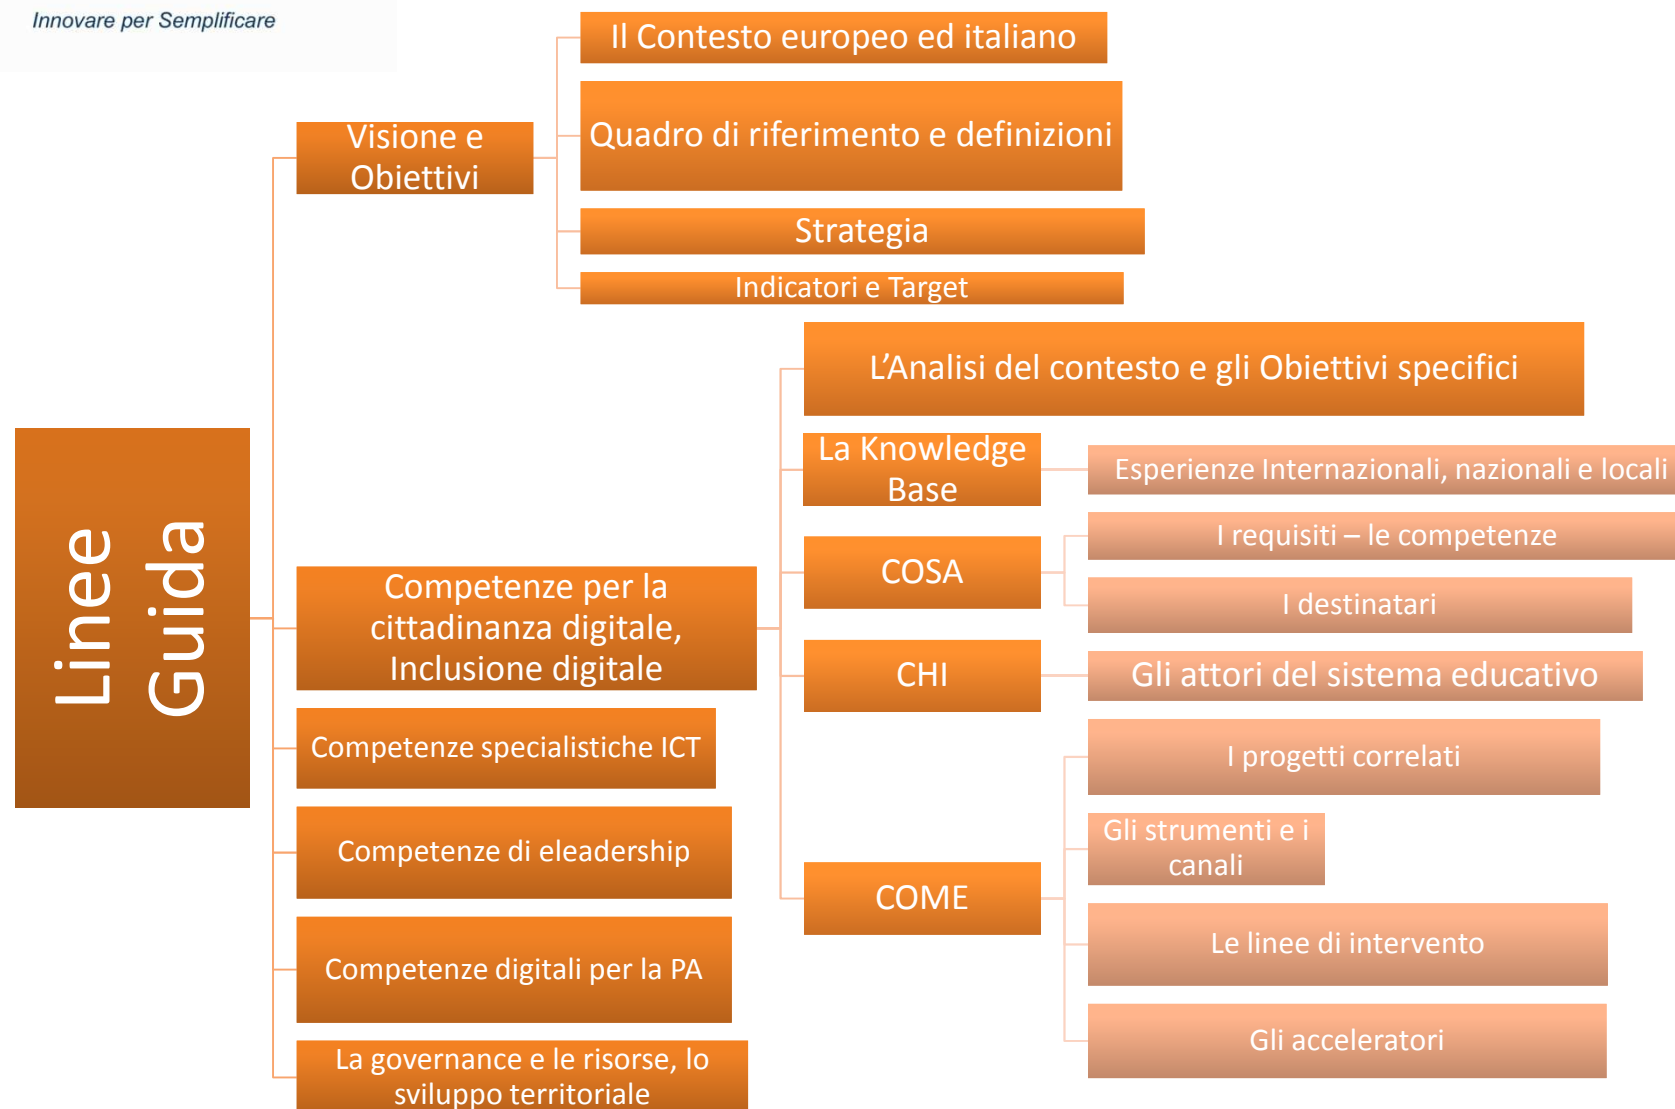 Innovare per Semplificare
Linee
Guida
Visione e
Obiettivi
Il Contesto europeo ed italiano
Quadro di riferimento e definizioni
Strategia
Indicatori e Target
Competenze per la
cittadinanza digitale,
Inclusione digitale
L'Analisi del contesto e gli Obiettivi specifici
La Knowledge
Base
Esperienze Internazionali, nazionali e locali
COSA
I requisiti – le competenze
I destinatari
CHI
Gli attori del sistema educativo
COME
I progetti correlati
Gli strumenti e i
canali
Le linee di intervento
Gli acceleratori
Competenze specialistiche ICT
Competenze di eleadership
Competenze digitali per la PA
La governance e le risorse, lo
sviluppo territoriale